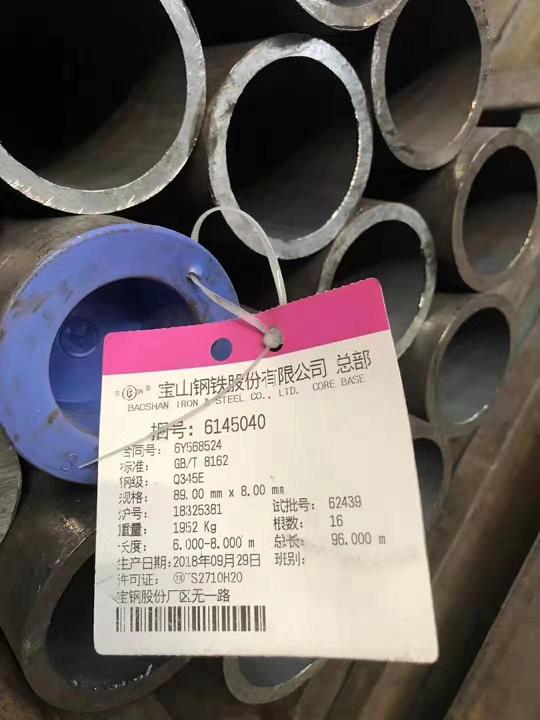 宝山钢铁股份有限公司 总部
BAOSHAN IRON & STEEL CO., LTD. CORE BASE
捆号: 6145040
合同号: 6Y568524
标准: GB/T 8162
钢级: Q345E
规格: 89.00 mm x 8.00 mm
炉号: 18325381 试批号: 62439
重量: 1952 Kg 根数: 16
长度: 6.000-8.000 m 总长: 96.000 m
生产日期: 2018年09月29日 班别:
许可证: TS TS2710H20
宝钢股份厂区无一路